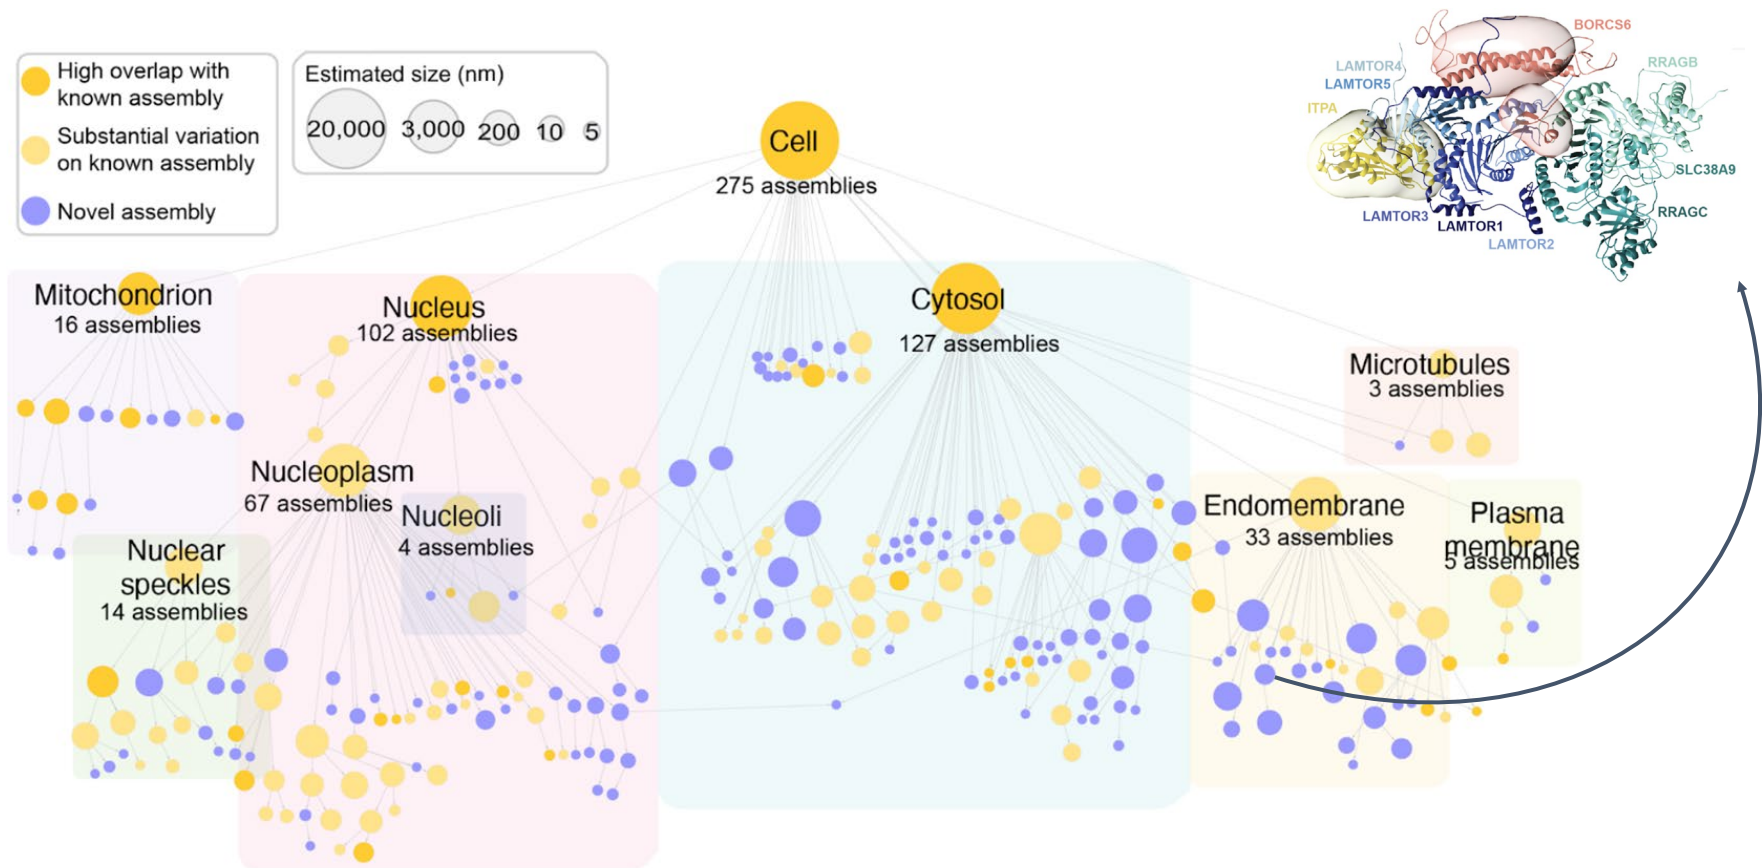 High overlap with
known assembly
Substantial variation
on known assembly
Novel assembly
Estimated size (nm)
20,000 3,000 200 10 5
Cell
275 assemblies
BORCS6
LAMTOR4
LAMTOR5
RRAGB
ITPA
SLC38A9
LAMTOR3
LAMTOR1
RRAGC
LAMTOR2
Mitochondrion
16 assemblies
Nucleus
102 assemblies
Cytosol
127 assemblies
Microtubules
3 assemblies
Nucleoplasm
67 assemblies
Nucleoli
4 assemblies
Endomembrane
33 assemblies
Plasma
membrane
5 assemblies
Nuclear
speckles
14 assemblies